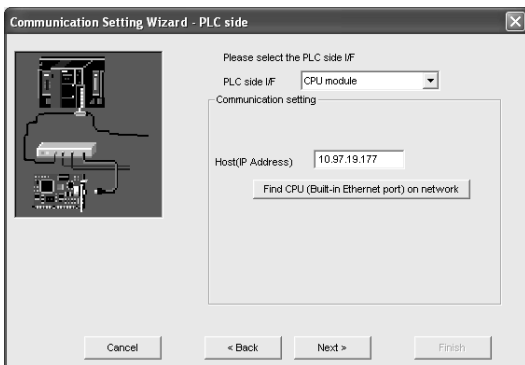 Communication Setting Wizard - PLC side
Please select the PLC side I/F
PLC side I/F CPU module
Communication setting
Host(IP Address) 10.97.19.177
Find CPU (Built-in Ethernet port) on network
Cancel < Back Next > Finish